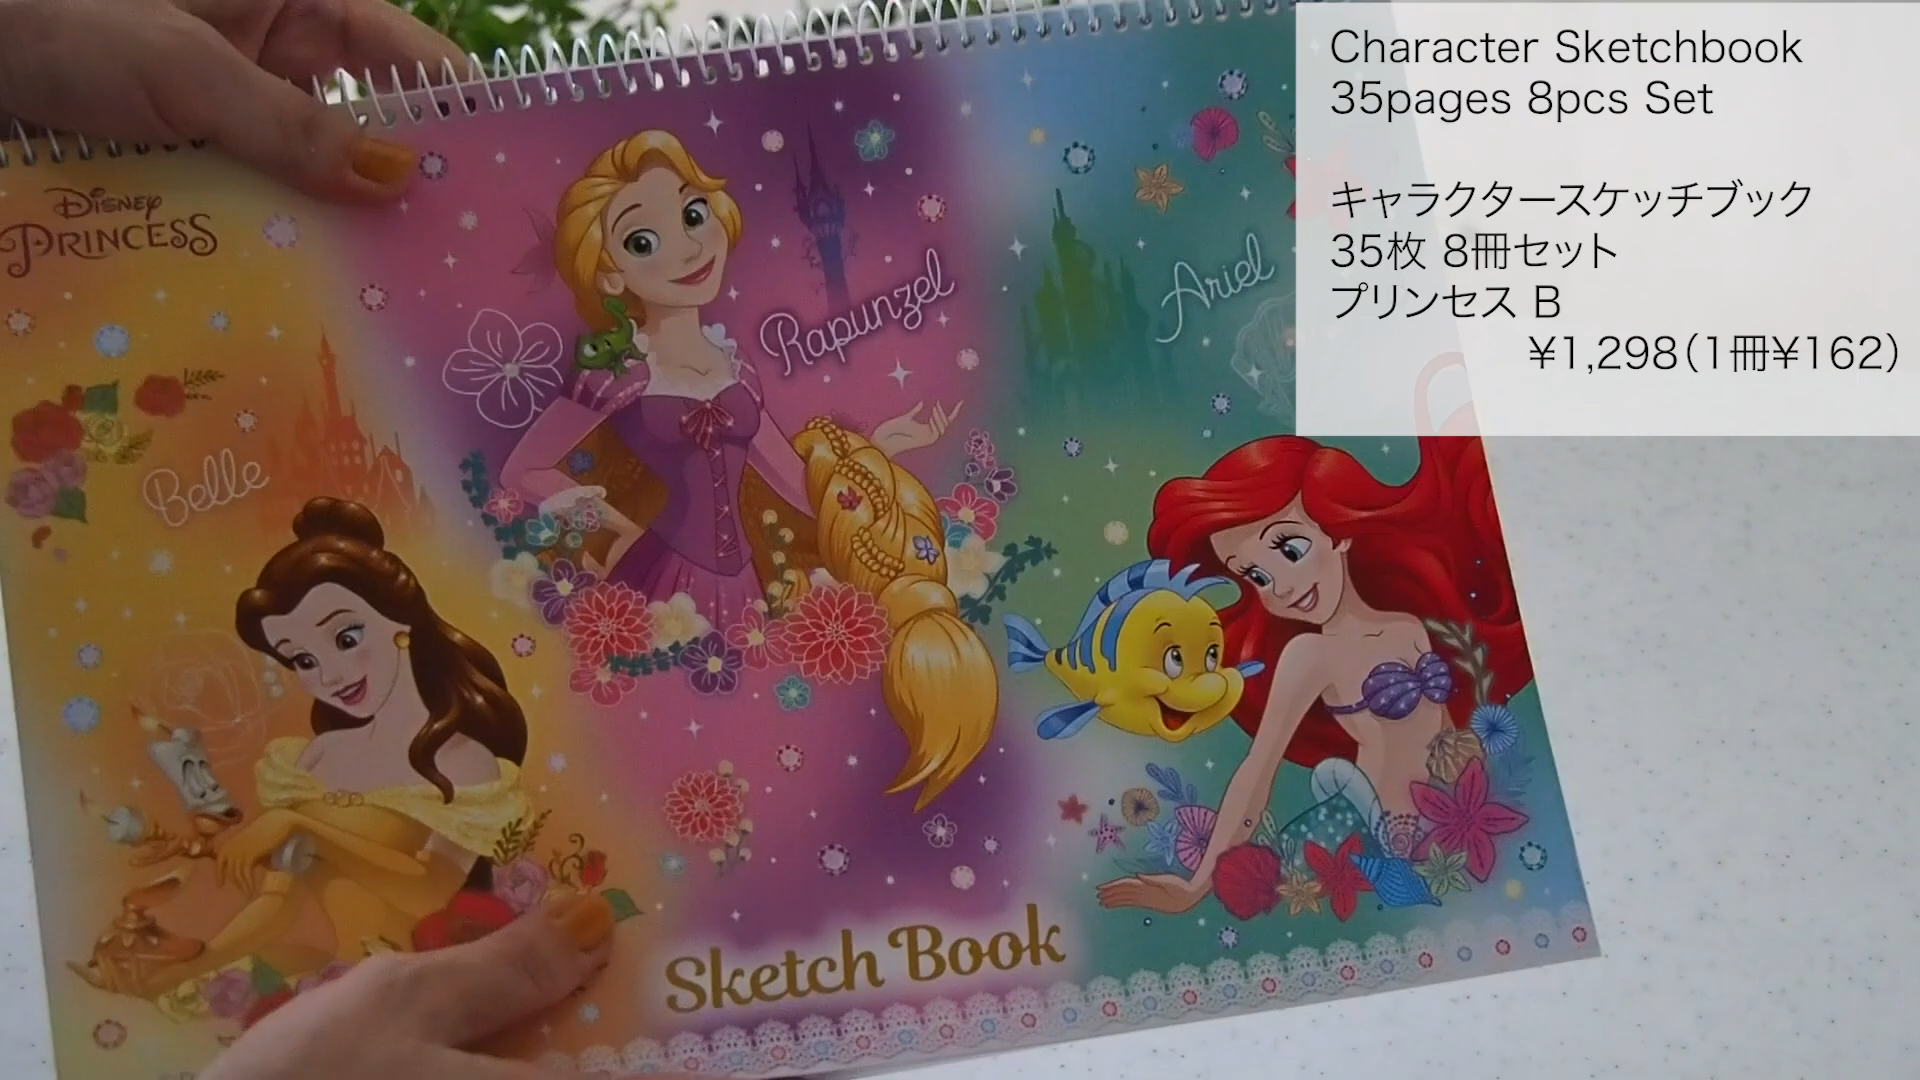 Disney
PRINCESS
Belle
Rapunzel
Ariel
Sketch Book
Character Sketchbook
35pages 8pcs Set
キャラクタースケッチブック
35枚 8冊セット
プリンセス B
¥1,298(1冊¥162)